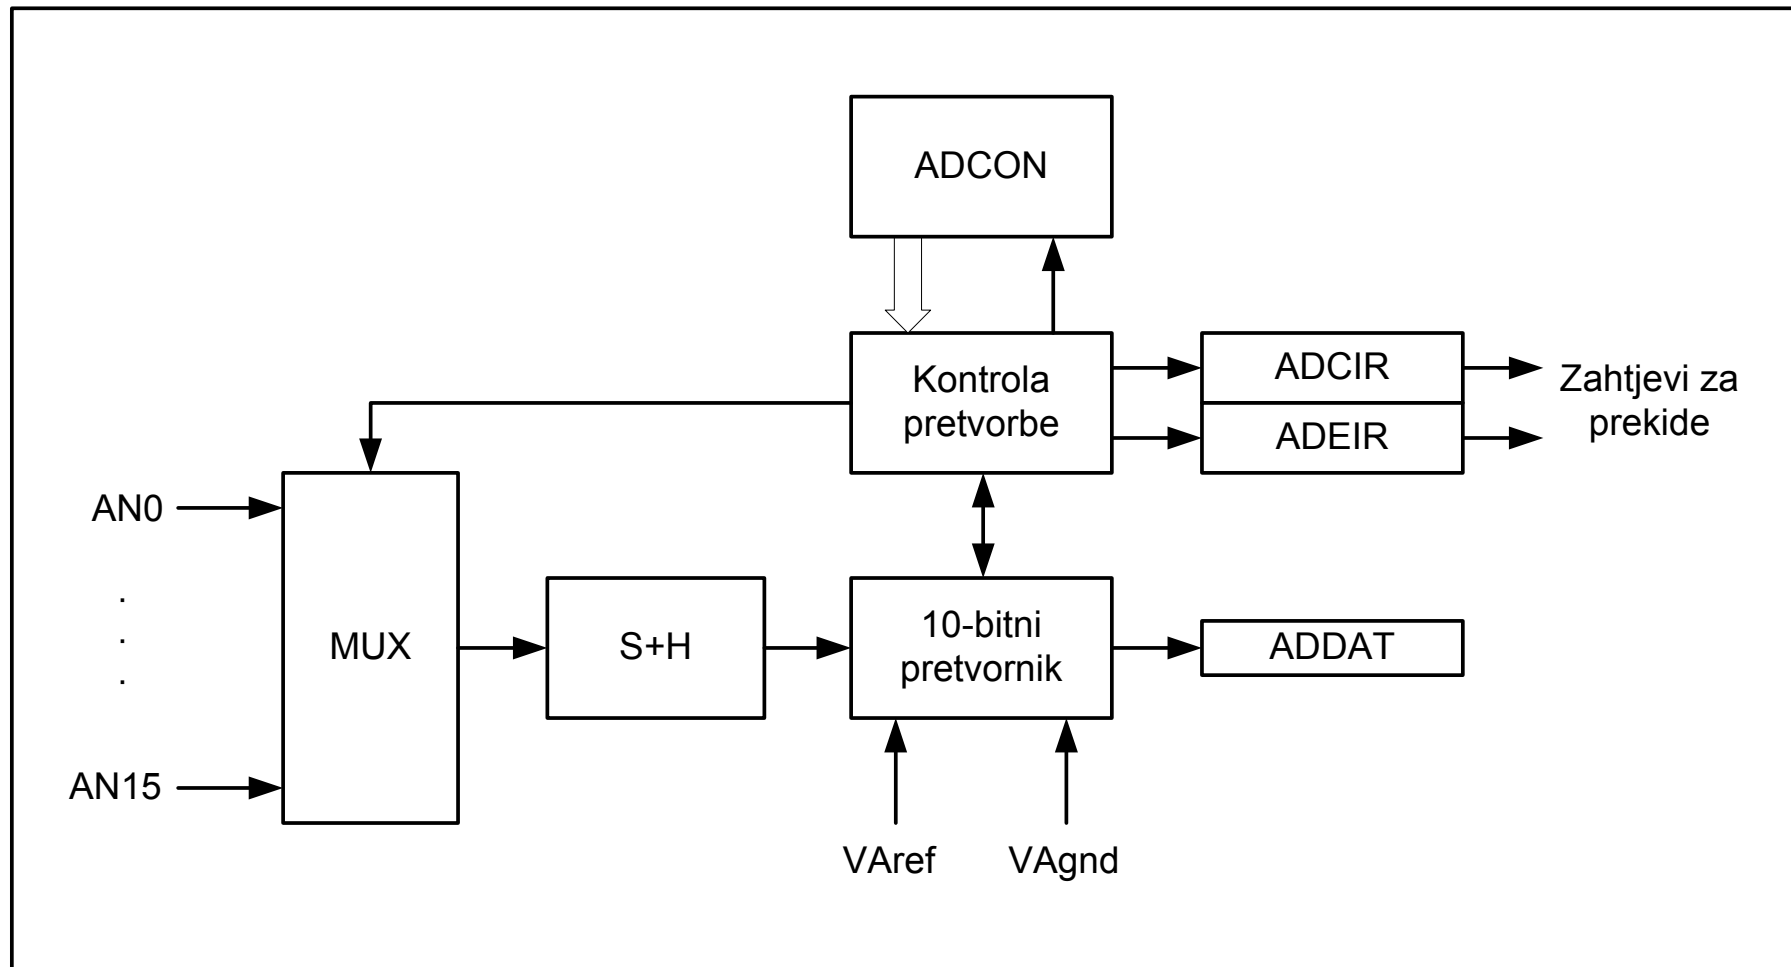 ADCON
Kontrola
pretvorbe
ADCIR
ADEIR
Zahtjevi za
prekide
AN0
.
.
.
AN15
MUX
S+H
10-bitni
pretvornik
ADDAT
VAref
VAgnd